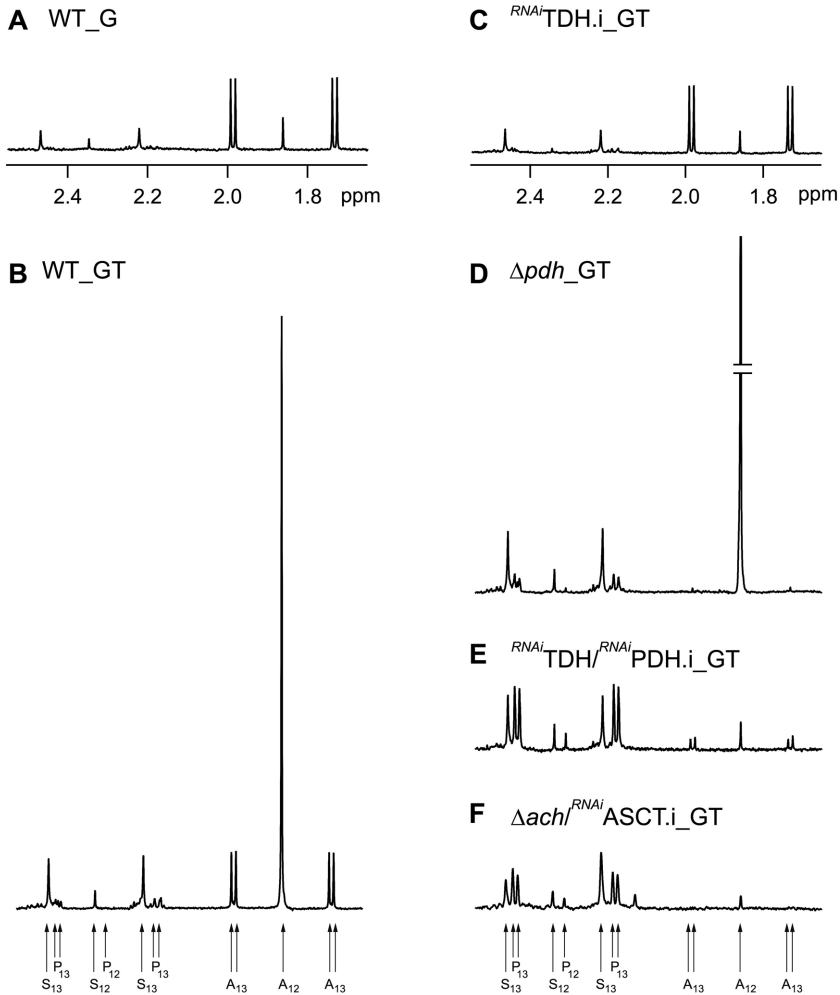 A WT_G
2.4 2.2 2.0 1.8 ppm
B WT_GT
P13 P12 P13
S13 S12 S13 A13 A12 A13
C RNAiTDH.i_GT
2.4 2.2 2.0 1.8 ppm
D Δpdh_GT
E RNAiTDH/RNAiPDH.i_GT
F Δach/RNAiASCT.i_GT
P13 P12 P13
S13 S12 S13 A13 A12 A13